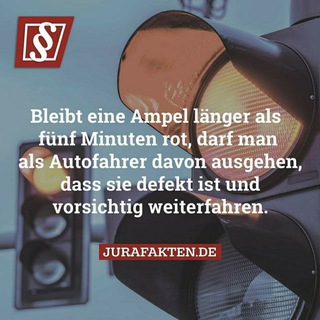 §
Bleibt eine Ampel länger als
fünf Minuten rot, darf man
als Autofahrer davon ausgehen,
dass sie defekt ist und
vorsichtig weiterfahren.
JURAFAKTEN.DE